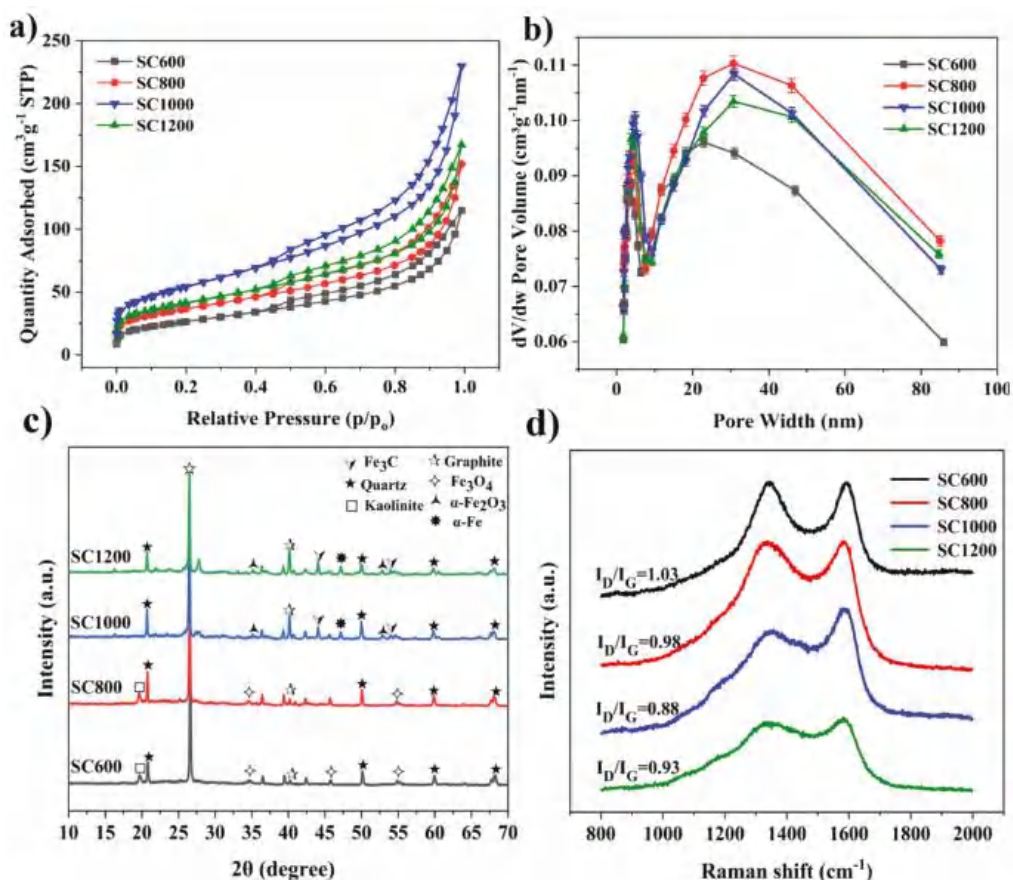 a)
SC600
SC800
SC1000
SC1200
Quantity Adsorbed (cm³g⁻¹ STP)
250
200
150
100
50
0
0.0 0.2 0.4 0.6 0.8 1.0
Relative Pressure (p/pₒ)
b)
SC600
SC800
SC1000
SC1200
dV/dw Pore Volume (cm³g⁻¹nm⁻¹)
0.11
0.10
0.09
0.08
0.07
0.06
0 20 40 60 80 100
Pore Width (nm)
c)
Fe₃C
Graphite
Quartz
Fe₃O₄
Kaolinite
α-Fe₂O₃
α-Fe
SC1200
SC1000
SC800
SC600
Intensity (a.u.)
10 15 20 25 30 35 40 45 50 55 60 65 70
2θ (degree)
d)
SC600
SC800
SC1000
SC1200
I_D/I_G=1.03
I_D/I_G=0.98
I_D/I_G=0.88
I_D/I_G=0.93
Intensity (a.u.)
800 1000 1200 1400 1600 1800 2000
Raman shift (cm⁻¹)